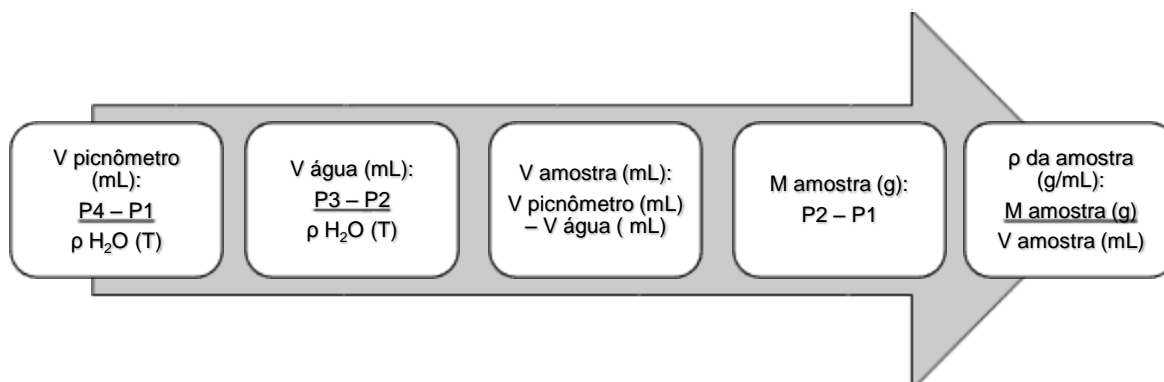 V picnômetro
(mL):
P4 – P1
ρ H₂O (T)
V água (mL):
P3 – P2
ρ H₂O (T)
V amostra (mL):
V picnômetro (mL)
– V água ( mL)
M amostra (g):
P2 – P1
ρ da amostra
(g/mL):
M amostra (g)
V amostra (mL)